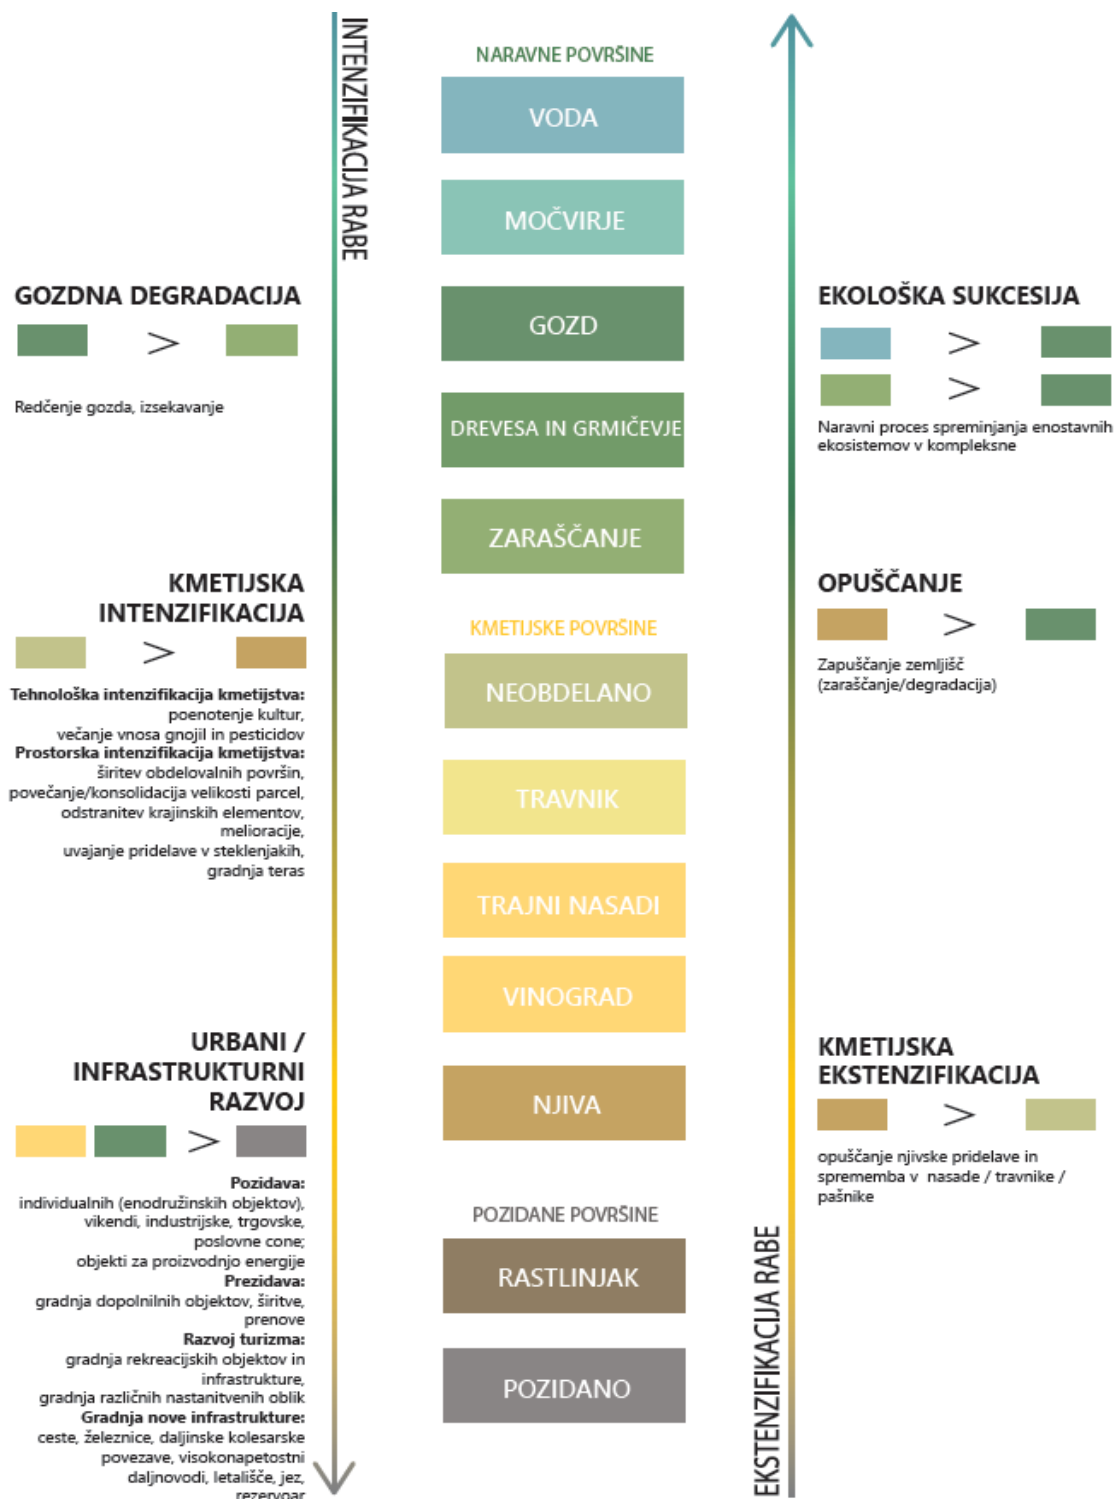 INTENZIFIKACIJA RABE
GOZDNA DEGRADACIJA
>
Redčenje gozda, izsekavanje
KMETIJSKA
INTENZIFIKACIJA
>
Tehnološka intenzifikacija kmetijstva:
poenotenje kultur,
večanje vnosa gnojil in pesticidov
Prostorska intenzifikacija kmetijstva:
širitev obdelovalnih površin,
povečanje/konsolidacija velikosti parcel,
odstranitev krajinskih elementov,
melioracije,
uvajanje pridelave v steklenjakih,
gradnja teras
URBANI /
INFRASTRUKTURNI
RAZVOJ
>
Pozidava:
individualnih (enodružinskih objektov),
vikendi, industrijske, trgovske,
poslovne cone;
objekti za proizvodnjo energije
Prezidava:
gradnja dopolnilnih objektov, širitve,
prenove
Razvoj turizma:
gradnja rekreacijskih objektov in
infrastrukture,
gradnja različnih nastanitvenih oblik
Gradnja nove infrastrukture:
ceste, železnice, daljinske kolesarske
povezave, visokonapetostni
daljnovodi, letališče, jez,
rezervoar
NARAVNE POVRŠINE
VODA
MOČVIRJE
GOZD
DREVESA IN GRMIČEVJE
ZARAŠČANJE
KMETIJSKE POVRŠINE
NEOBDELANO
TRAVNIK
TRAJNI NASADI
VINOGRAD
NJIVA
POZIDANE POVRŠINE
RASTLINJAK
POZIDANO
EKOLOŠKA SUKCESIJA
>
>
Naravni proces spreminjanja enostavnih
ekosistemov v kompleksne
OPUŠČANJE
>
Zapuščanje zemljišč
(zaraščanje/degradacija)
KMETIJSKA
EKSTENZIFIKACIJA
>
opuščanje njivske pridelave in
sprememba v nasade / travnike /
pašnike
EKSTENZIFIKACIJA RABE